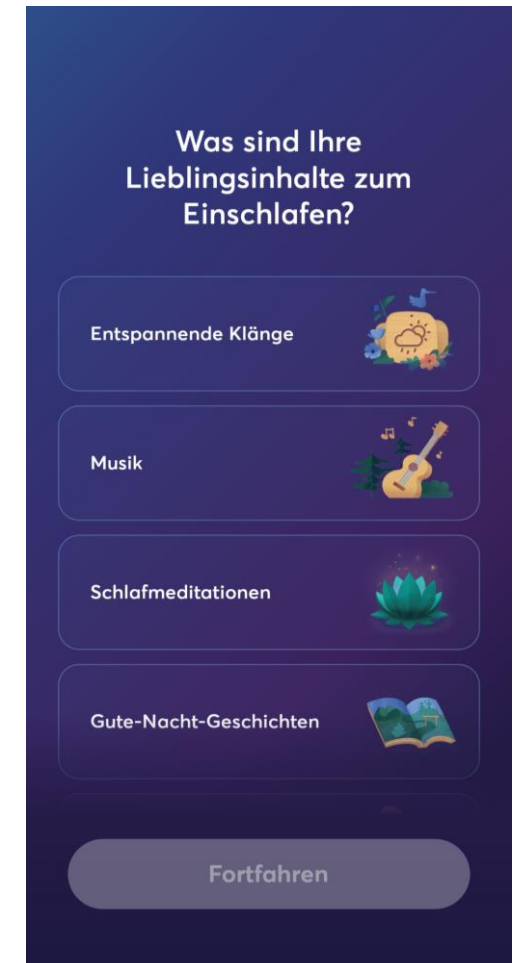 Was sind Ihre
Lieblingsinhalte zum
Einschlafen?
Entspannende Klänge
Musik
Schlafmeditationen
Gute-Nacht-Geschichten
Fortfahren